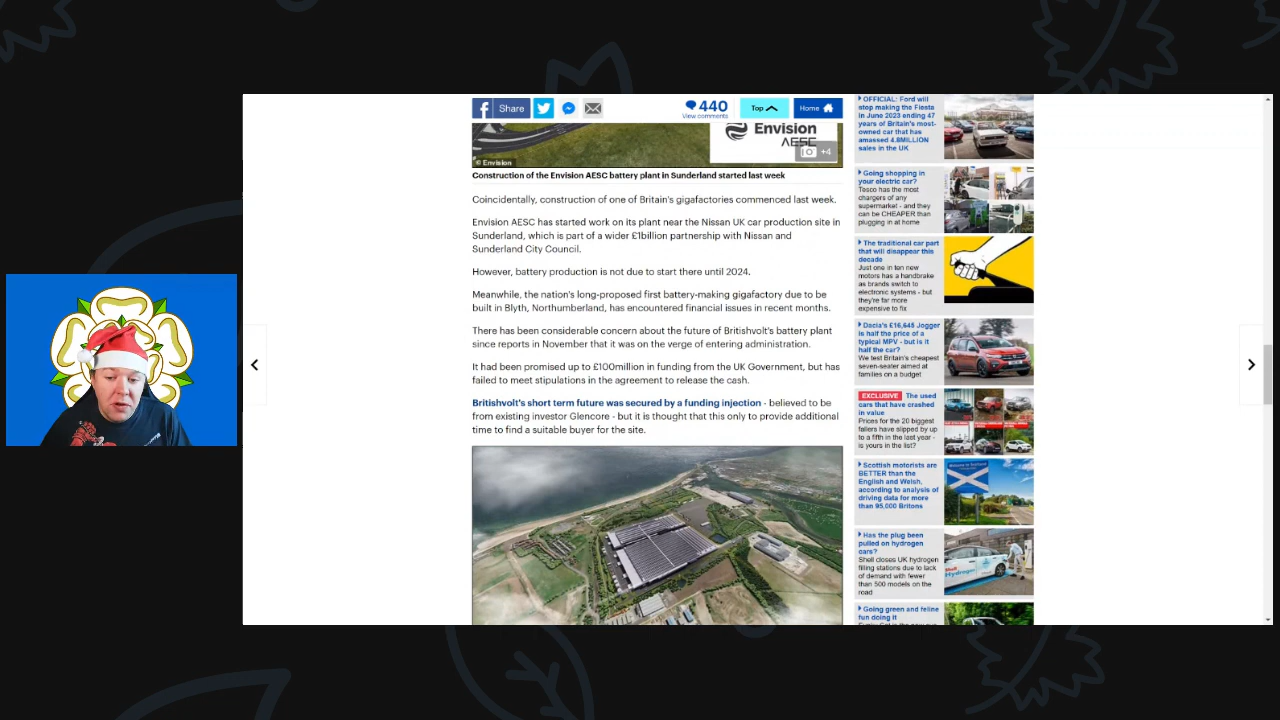 Share
440
View comments
Top
Home
Envision
AESC
+4
© Envision
Construction of the Envision AESC battery plant in Sunderland started last week
Coincidentally, construction of one of Britain's gigafactories commenced last week.
Envision AESC has started work on its plant near the Nissan UK car production site in
Sunderland, which is part of a wider £1billion partnership with Nissan and
Sunderland City Council.
However, battery production is not due to start there until 2024.
Meanwhile, the nation's long-proposed first battery-making gigafactory due to be
built in Blyth, Northumberland, has encountered financial issues in recent months.
There has been considerable concern about the future of Britishvolt's battery plant
since reports in November that it was on the verge of entering administration.
It had been promised up to £100million in funding from the UK Government, but has
failed to meet stipulations in the agreement to release the cash.
Britishvolt's short term future was secured by a funding injection - believed to be
from existing investor Glencore - but it is thought that this only to provide additional
time to find a suitable buyer for the site.
OFFICIAL: Ford will
stop making the Fiesta
in June 2023 ending 47
years of Britain's most-
owned car that has
amassed 4.8MILLION
sales in the UK
Going shopping in
your electric car?
Tesco has the most
chargers of any
supermarket - and they
can be CHEAPER than
plugging in at home
The traditional car part
that will disappear this
decade
Just one in ten new
motors has a handbrake
as brands switch to
electronic systems - but
they're far more
expensive to fix
Dacia's £16,645 Jogger
is half the price of a
typical MPV - but is it
half the car?
We test Britain's cheapest
seven-seater aimed at
families on a budget
EXCLUSIVE The used
cars that have crashed
in value
Prices for the 20 biggest
fallers have slipped by up
to a fifth in the last year -
is yours in the list?
Scottish motorists are
BETTER than the
English and Welsh,
according to analysis of
driving data for more
than 95,000 Britons
Has the plug been
pulled on hydrogen
cars?
Shell closes UK hydrogen
filling stations due to lack
of demand with fewer
than 500 models on the
road
Going green and feline
fun doing it